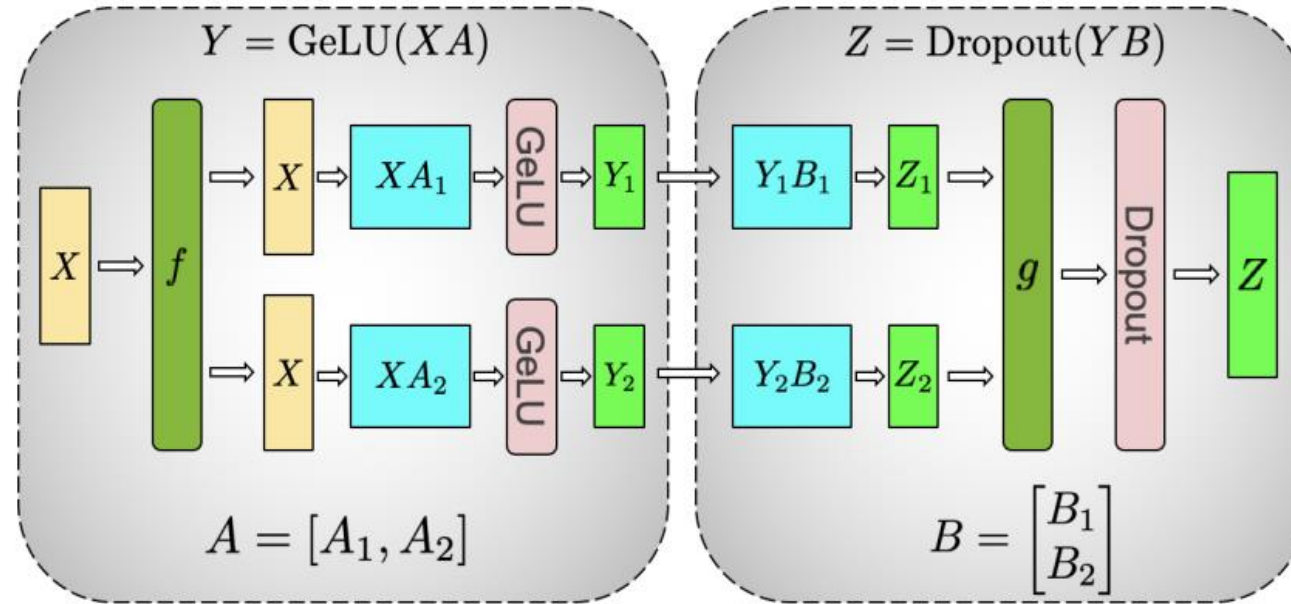 Y = GeLU(XA)
X
f
X
XA₁
GeLU
Y₁
X
XA₂
GeLU
Y₂
A = [A₁, A₂]
Z = Dropout(YB)
Y₁B₁
Z₁
Y₂B₂
Z₂
g
Dropout
Z
B = [B₁
B₂]